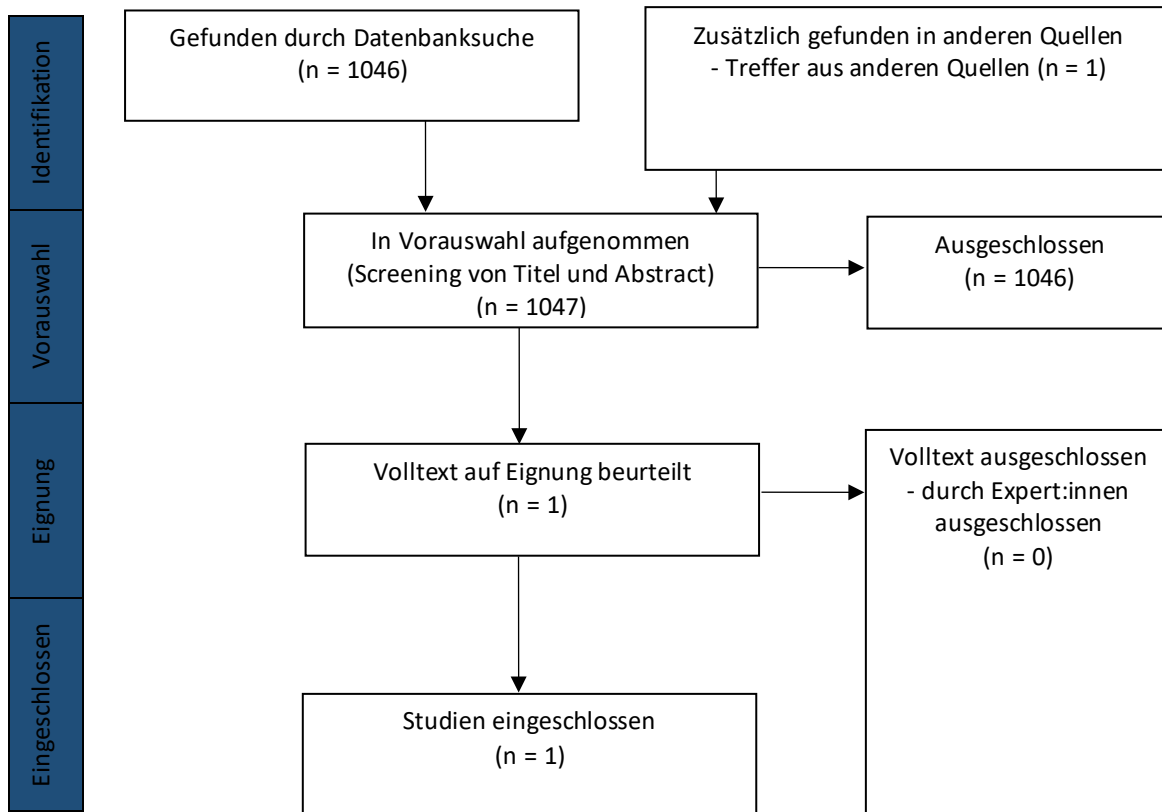 Identifikation
Gefunden durch Datenbanksuche
(n = 1046)
Zusätzlich gefunden in anderen Quellen
- Treffer aus anderen Quellen (n = 1)
Vorauswahl
In Vorauswahl aufgenommen
(Screening von Titel und Abstract)
(n = 1047)
Ausgeschlossen
(n = 1046)
Eignung
Volltext auf Eignung beurteilt
(n = 1)
Volltext ausgeschlossen
- durch Expert:innen
ausgeschlossen
(n = 0)
Eingeschlossen
Studien eingeschlossen
(n = 1)